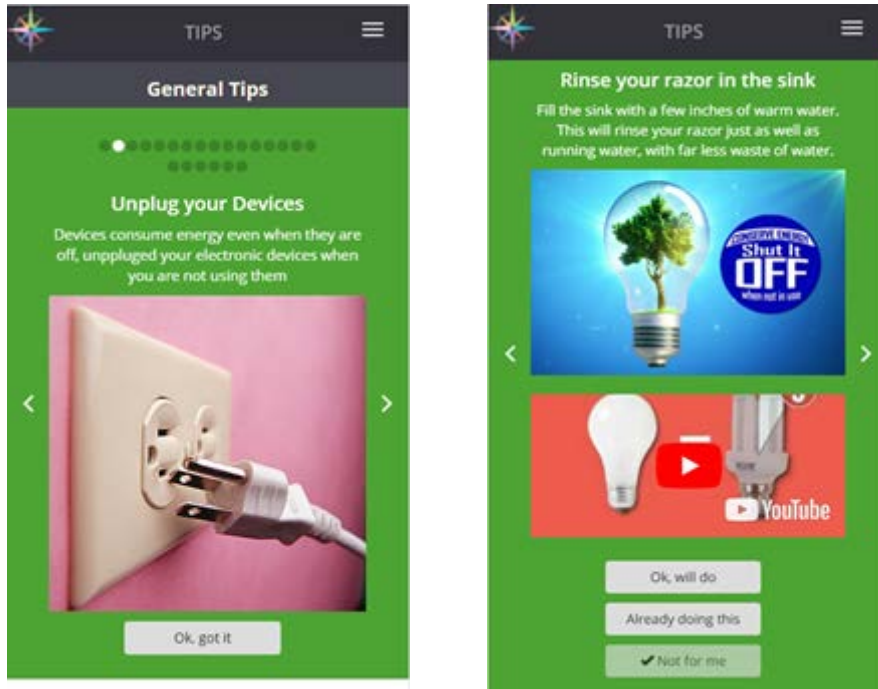 TIPS
General Tips
Unplug your Devices
Devices consume energy even when they are
off, unppluged your electronic devices when
you are not using them
Ok, got it
TIPS
Rinse your razor in the sink
Fill the sink with a few inches of warm water.
This will rinse your razor just as well as
running water, with far less waste of water.
CONSERVE ENERGY
Shut It
OFF
when not in use
YouTube
Ok, will do
Already doing this
Not for me